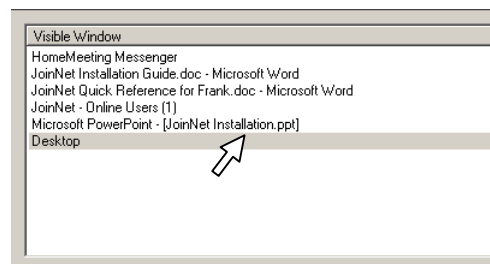 Visible Window
HomeMeeting Messenger
JoinNet Installation Guide.doc - Microsoft Word
JoinNet Quick Reference for Frank.doc - Microsoft Word
JoinNet - Online Users (1)
Microsoft PowerPoint - [JoinNet Installation.ppt]
Desktop